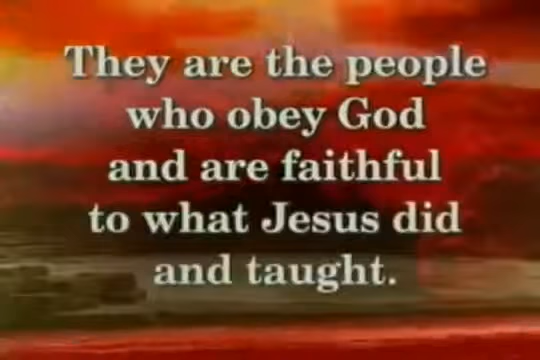 They are the people
who obey God
and are faithful
to what Jesus did
and taught.